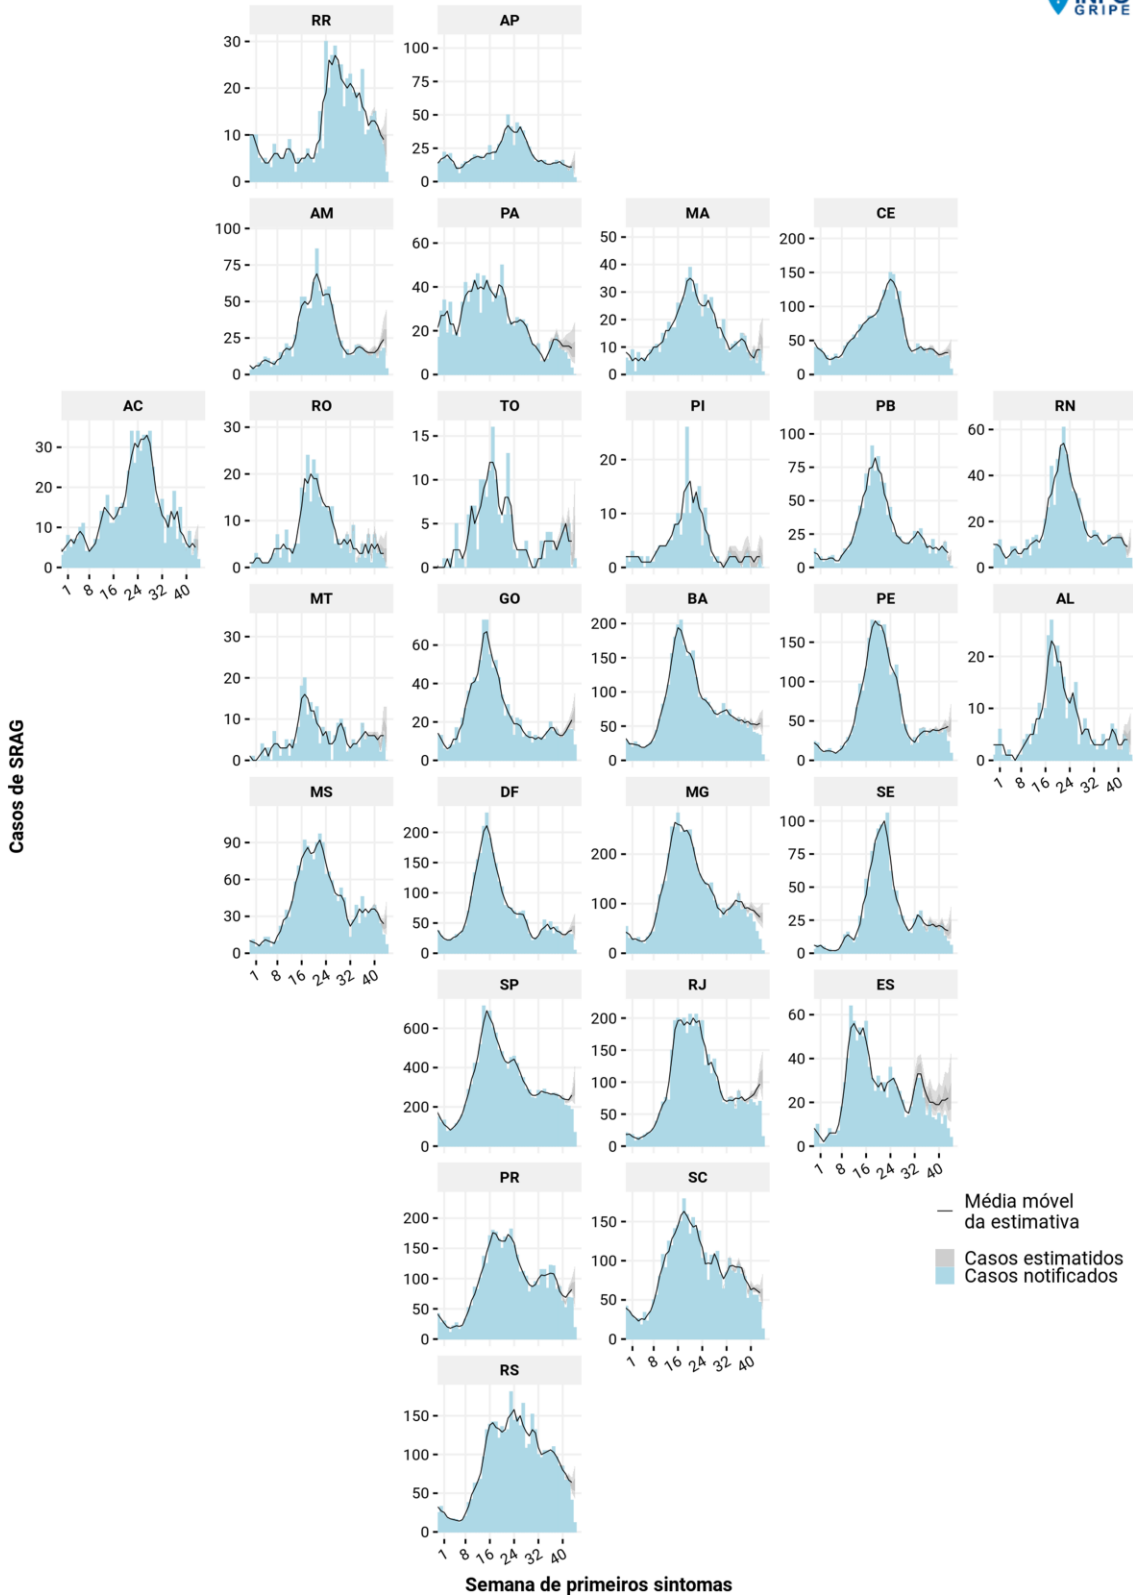 INFO
GRIPE
RR
AP
30
20
10
0
100
75
50
25
0
AM
PA
MA
CE
100
75
50
25
0
60
40
20
0
50
40
30
20
10
0
200
150
100
50
0
AC
RO
TO
PI
PB
RN
30
20
10
0
30
20
10
0
15
10
5
0
20
10
0
100
75
50
25
0
60
40
20
0
1 8 16 24 32 40
MT
GO
BA
PE
AL
30
20
10
0
60
40
20
0
200
150
100
50
0
150
100
50
0
20
10
0
1 8 16 24 32 40
Casos de SRAG
MS
DF
MG
SE
90
60
30
0
200
150
100
50
0
200
100
0
100
75
50
25
0
1 8 16 24 32 40
SP
RJ
ES
600
400
200
0
200
150
100
50
0
60
40
20
0
1 8 16 24 32 40
PR
SC
200
150
100
50
0
150
100
50
0
1 8 16 24 32 40
Média móvel
da estimativa
Casos estimatidos
Casos notificados
RS
150
100
50
0
1 8 16 24 32 40
Semana de primeiros sintomas